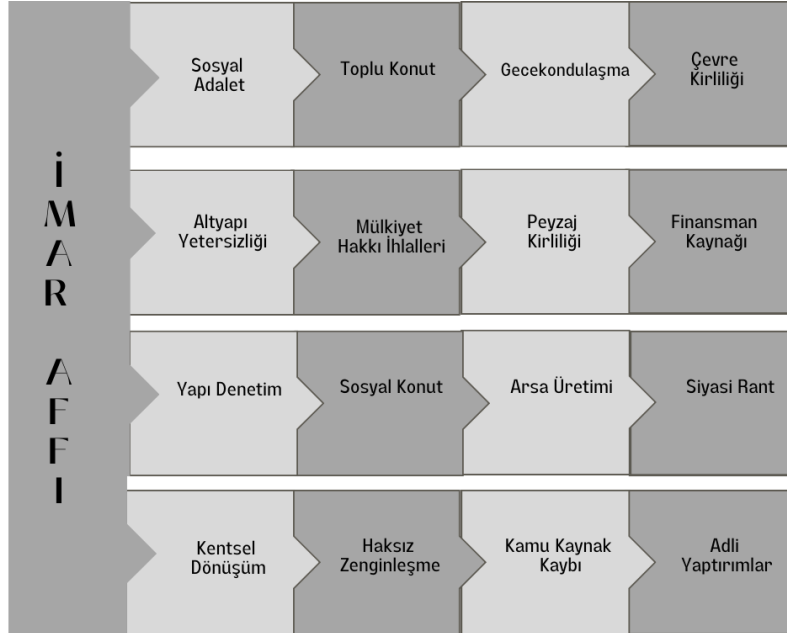 İMAR AFFI
Sosyal
Adalet
Toplu Konut
Gecekondulaşma
Çevre
Kirliliği
Altyapı
Yetersizliği
Mülkiyet
Hakkı İhlalleri
Peyzaj
Kirliliği
Finansman
Kaynağı
Yapı Denetim
Sosyal Konut
Arsa Üretimi
Siyasi Rant
Kentsel
Dönüşüm
Haksız
Zenginleşme
Kamu Kaynak
Kaybı
Adli
Yaptırımlar